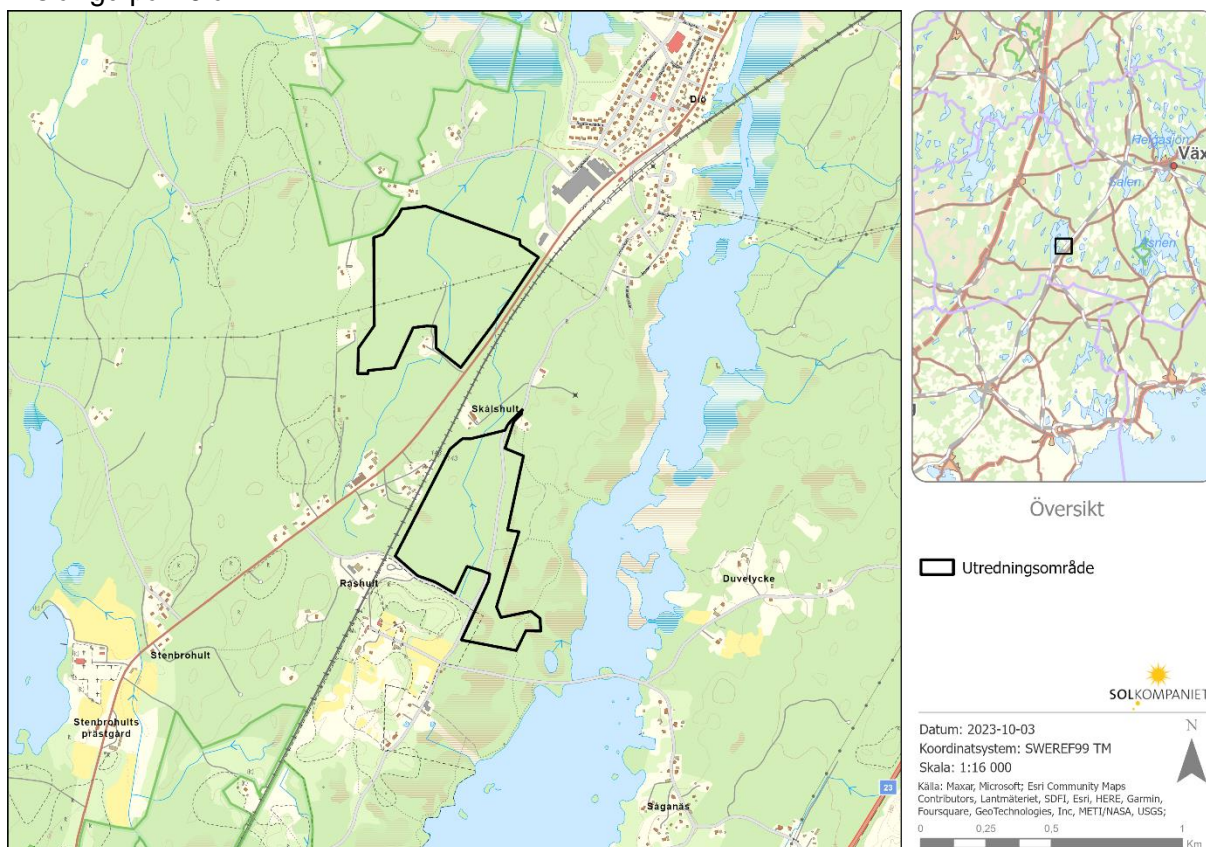 Diö
Skålshult
Råshult
Duvelycke
Stenbrohult
Stenbrohults
prästgård
Såganäs
23
Helgasjön
Väx
Salen
Åsnen
Översikt
Utredningsområde
SOLKOMPANIET
N
Datum: 2023-10-03
Koordinatsystem: SWEREF99 TM
Skala: 1:16 000
Källa: Maxar, Microsoft; Esri Community Maps
Contributors, Lantmäteriet, SDFI, Esri, HERE, Garmin,
Foursquare, GeoTechnologies, Inc, METI/NASA, USGS;
0 0,25 0,5 1
Km